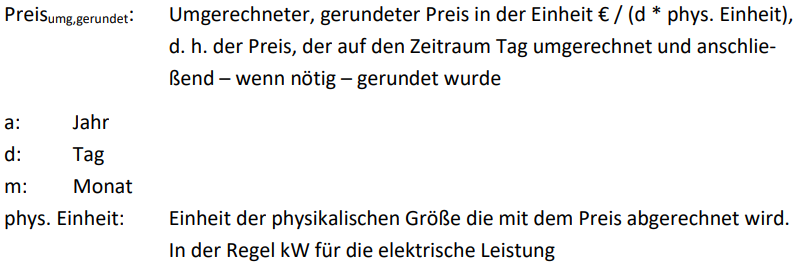 Preisumg,gerundet: Umgerechneter, gerundeter Preis in der Einheit € / (d * phys. Einheit),
d. h. der Preis, der auf den Zeitraum Tag umgerechnet und anschlie-
ßend – wenn nötig – gerundet wurde
a: Jahr
d: Tag
m: Monat
phys. Einheit: Einheit der physikalischen Größe die mit dem Preis abgerechnet wird.
In der Regel kW für die elektrische Leistung